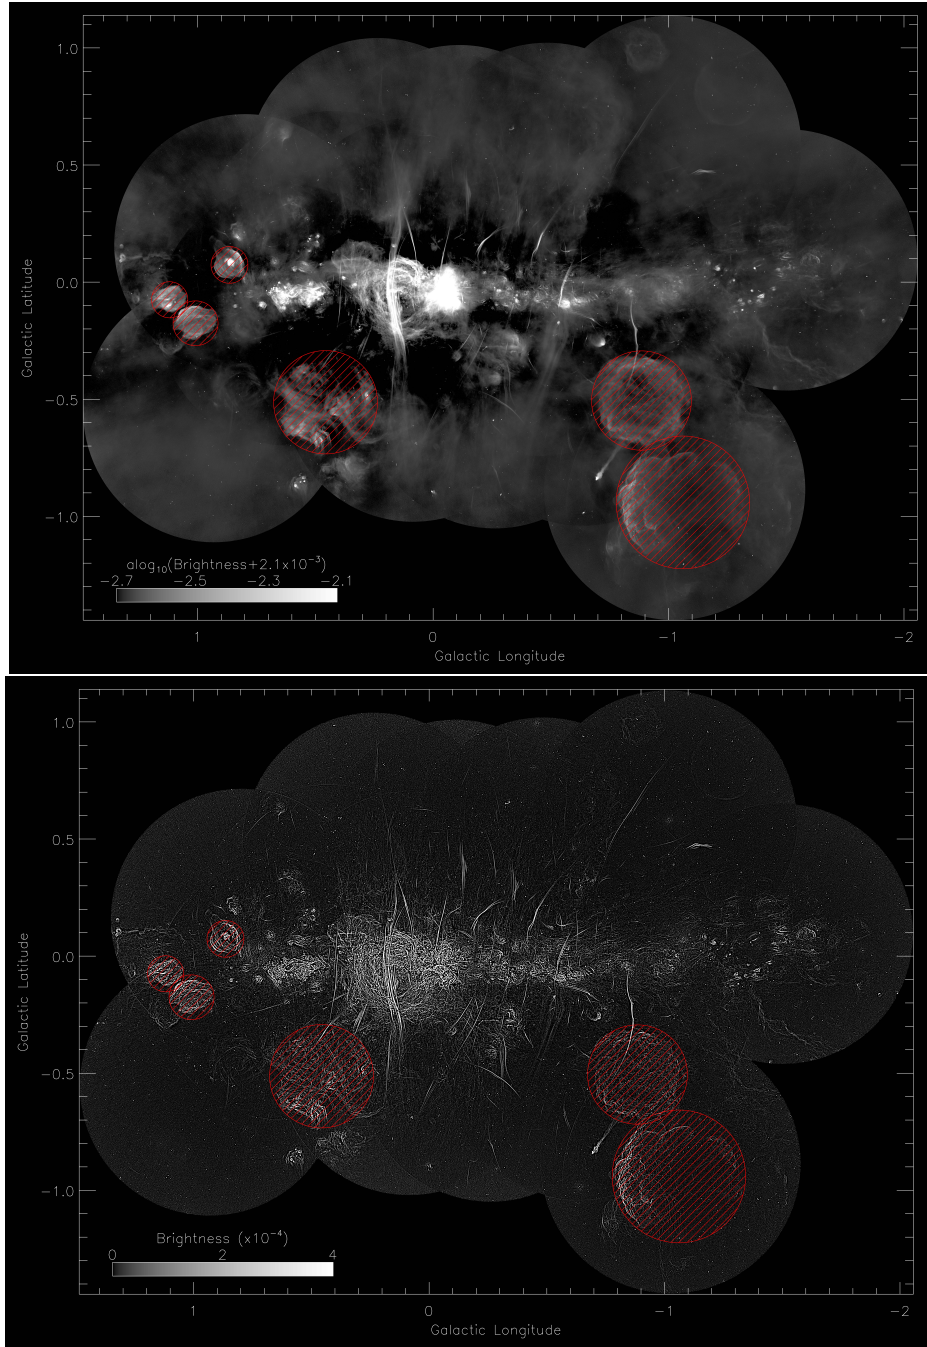 1.0
0.5
0.0
−0.5
−1.0
Galactic Latitude
alog10(Brightness+2.1x10−3)
−2.7 −2.5 −2.3 −2.1
1 0 −1 −2
Galactic Longitude
1.0
0.5
0.0
−0.5
−1.0
Galactic Latitude
Brightness (x10−4)
0 2 4
1 0 −1 −2
Galactic Longitude